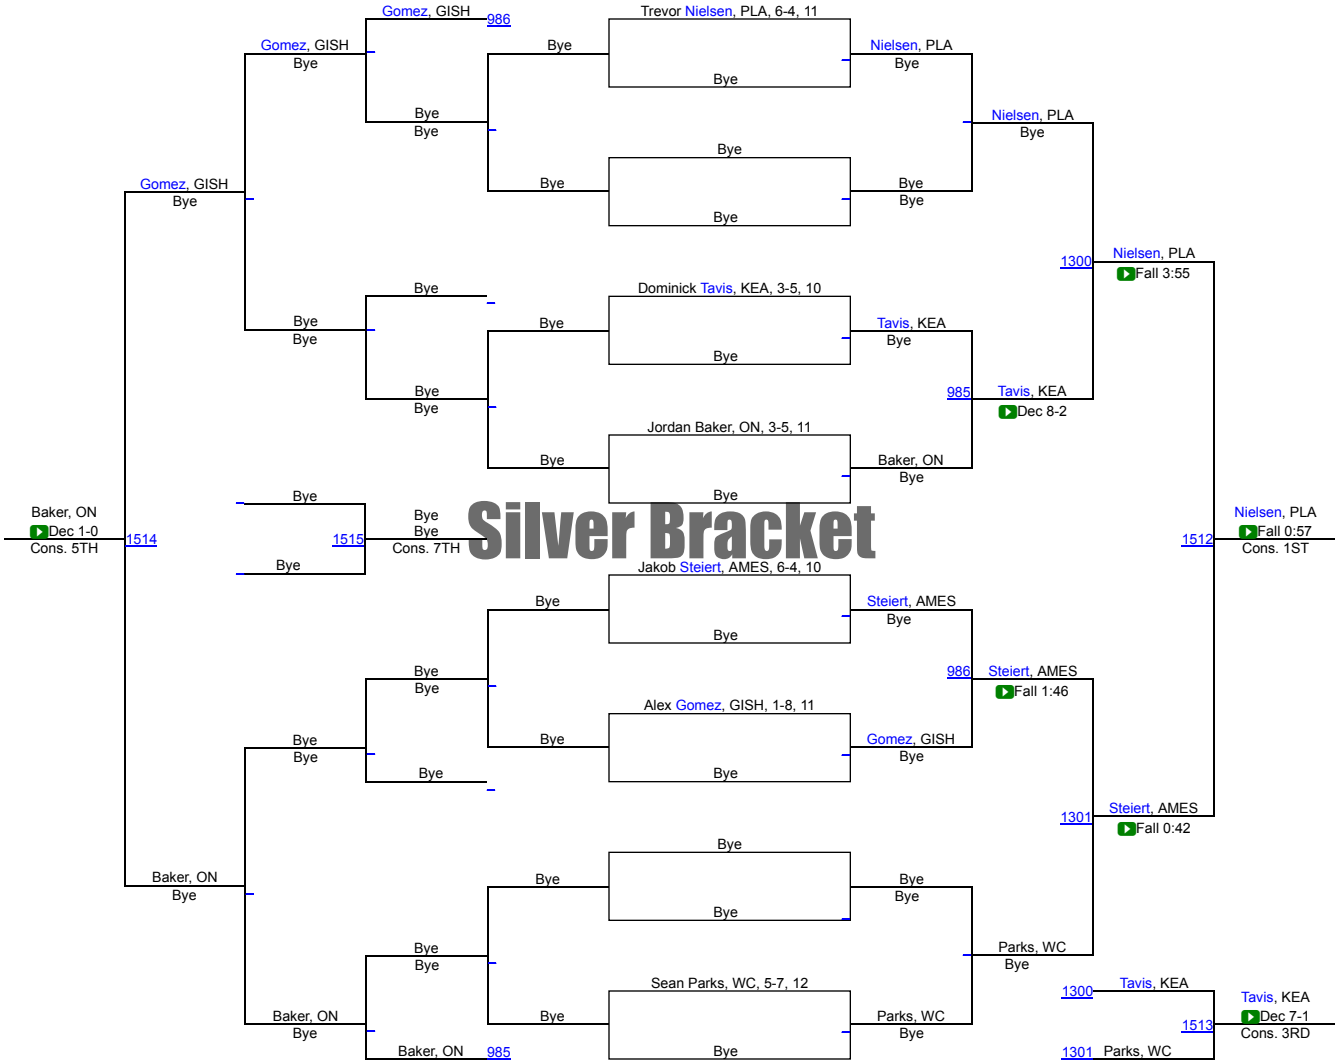 Gomez, GISH
986
Trevor Nielsen, PLA, 6-4, 11
Gomez, GISH
Bye
Bye
Nielsen, PLA
Bye
Bye
Bye
Bye
Nielsen, PLA
Bye
Bye
Gomez, GISH
Bye
Bye
Bye
Bye
Bye
Nielsen, PLA
1300
Fall 3:55
Bye
Dominick Tavis, KEA, 3-5, 10
Bye
Bye
Bye
Tavis, KEA
Bye
Bye
Bye
Bye
985
Tavis, KEA
Dec 8-2
Jordan Baker, ON, 3-5, 11
Bye
Baker, ON
Bye
Bye
Bye
Baker, ON
Dec 1-0
Cons. 5TH
1514
1515
Bye
Bye
Cons. 7TH
Silver Bracket
1512
Nielsen, PLA
Fall 0:57
Cons. 1ST
Bye
Jakob Steiert, AMES, 6-4, 10
Bye
Steiert, AMES
Bye
Bye
Bye
Bye
986
Steiert, AMES
Fall 1:46
Alex Gomez, GISH, 1-8, 11
Bye
Bye
Bye
Gomez, GISH
Bye
Bye
Bye
1301
Steiert, AMES
Fall 0:42
Bye
Baker, ON
Bye
Bye
Bye
Bye
Bye
Bye
Bye
Parks, WC
Bye
Sean Parks, WC, 5-7, 12
1300
Tavis, KEA
Baker, ON
Bye
Bye
Parks, WC
Bye
1513
Tavis, KEA
Dec 7-1
Cons. 3RD
Baker, ON
985
Bye
1301
Parks, WC